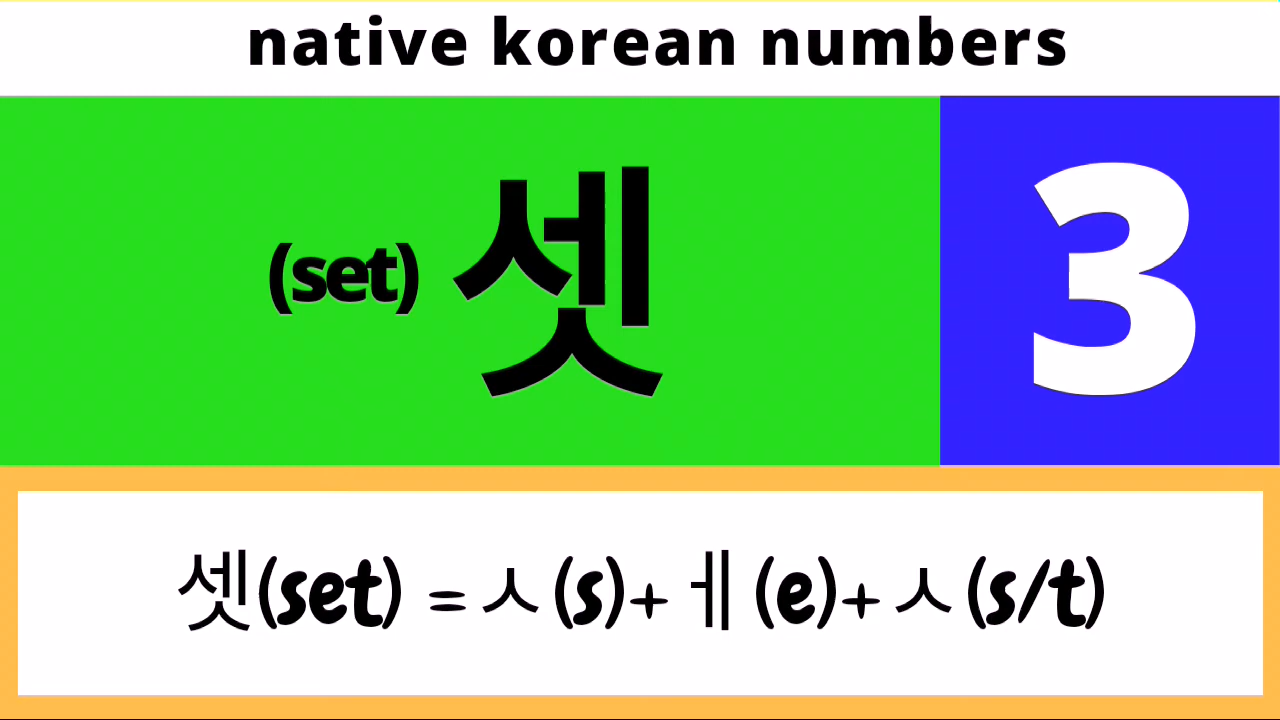 native korean numbers
(set) 셋
3
셋(set) =ㅅ(s)+ㅔ(e)+ㅅ(s/t)